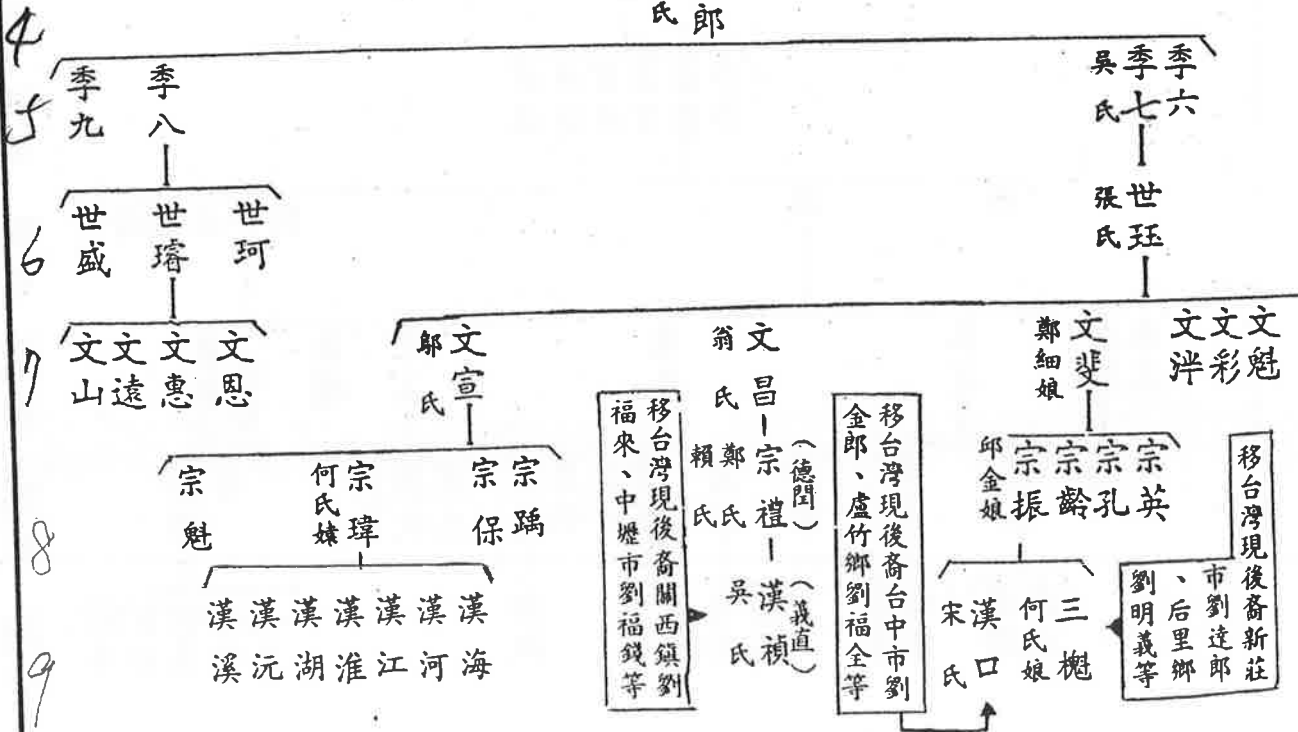 4
郎
氏
5
季六
季七
吳氏
季八
季九
6
世珏
張氏
世珂
世璿
世盛
7
文魁
文彩
文泮
文斐
鄭細娘
文昌
翁氏
文宣
鄔氏
文恩
文惠
文遠
文山
8
宗英
宗孔
宗齡
宗振
邱金娘
宗禮
(德閏)
鄭氏
賴氏
宗踽
宗保
宗瑋
何氏娘
宗魁
9
三魁
何氏娘
漢口
宋氏
漢禎
(義直)
吳氏
漢海
漢河
漢江
漢淮
漢湖
漢沅
漢溪
移台灣現後裔新莊
市劉達郎
、后里鄉
劉明義等
移台灣現後裔台中市劉
金郎、盧竹鄉劉福全等
移台灣現後裔關西鎮劉
福來、中壢市劉福錢等